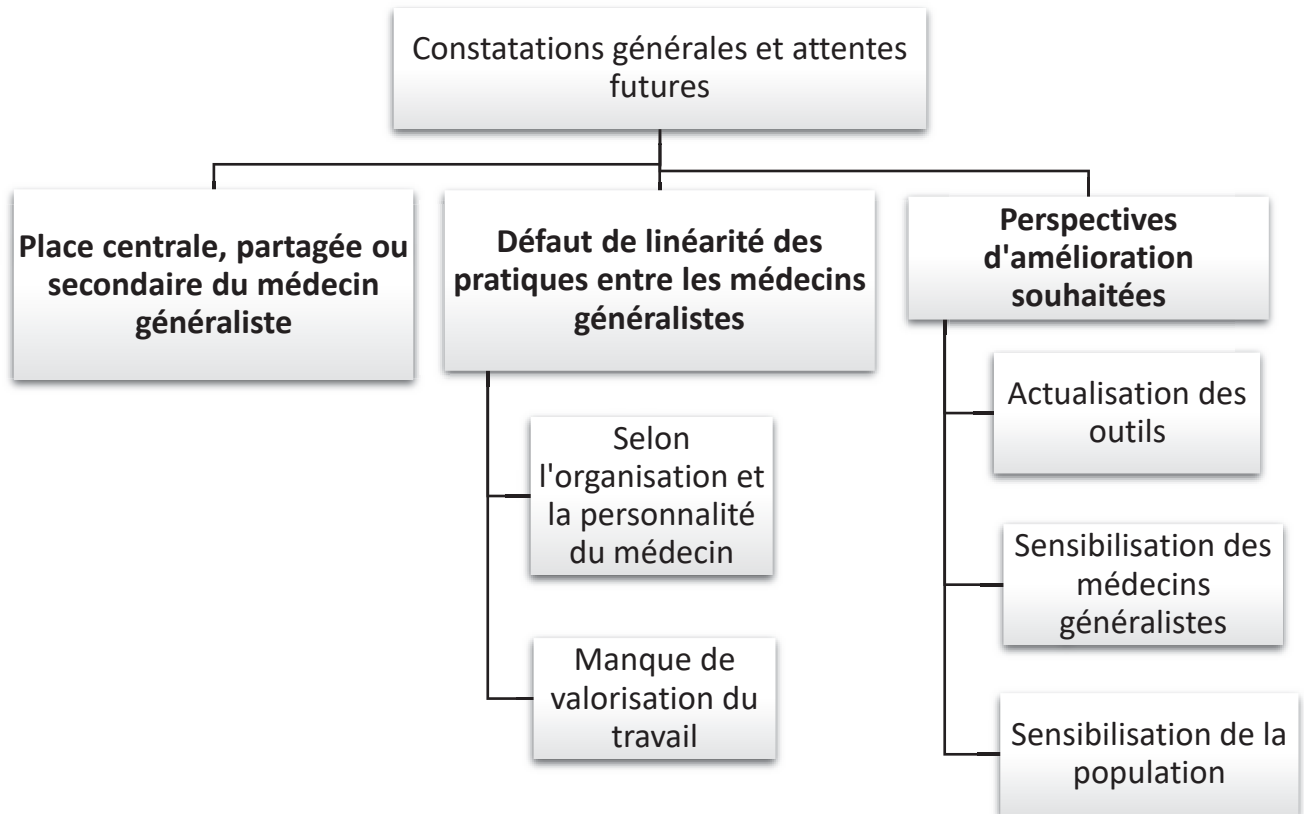 Constatations générales et attentes
futures
Place centrale, partagée ou
secondaire du médecin
généraliste
Défaut de linéarité des
pratiques entre les médecins
généralistes
Selon
l'organisation et
la personnalité
du médecin
Manque de
valorisation du
travail
Perspectives
d'amélioration
souhaitées
Actualisation des
outils
Sensibilisation des
médecins
généralistes
Sensibilisation de la
population